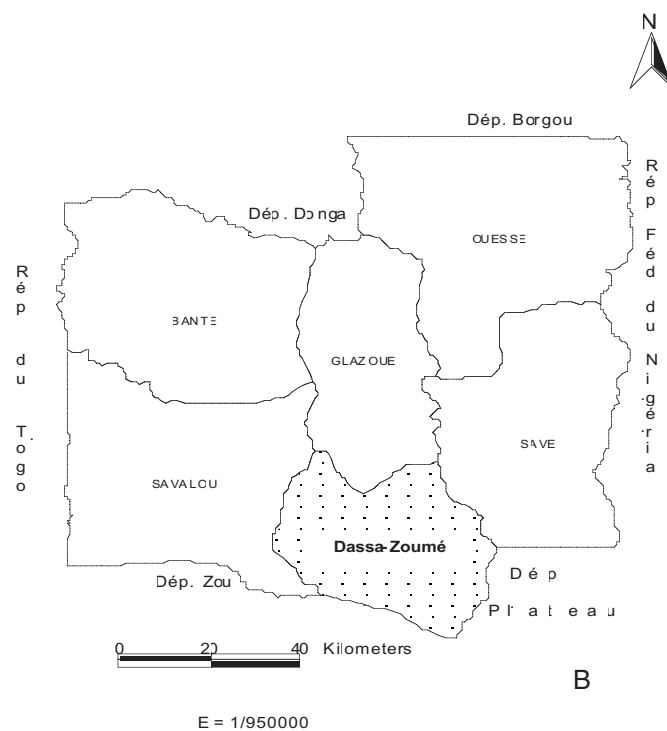 N
Dép. Borgou
Rép Féd du Nigéria
Dép. Donga
OUESSE
Rép du Togo
BANTE
GLAZOUE
SAVE
SAVALOU
Dassa-Zoumé
Dép. Zou
Dép
Plateau
0 20 40 Kilometers
B
E = 1/950000